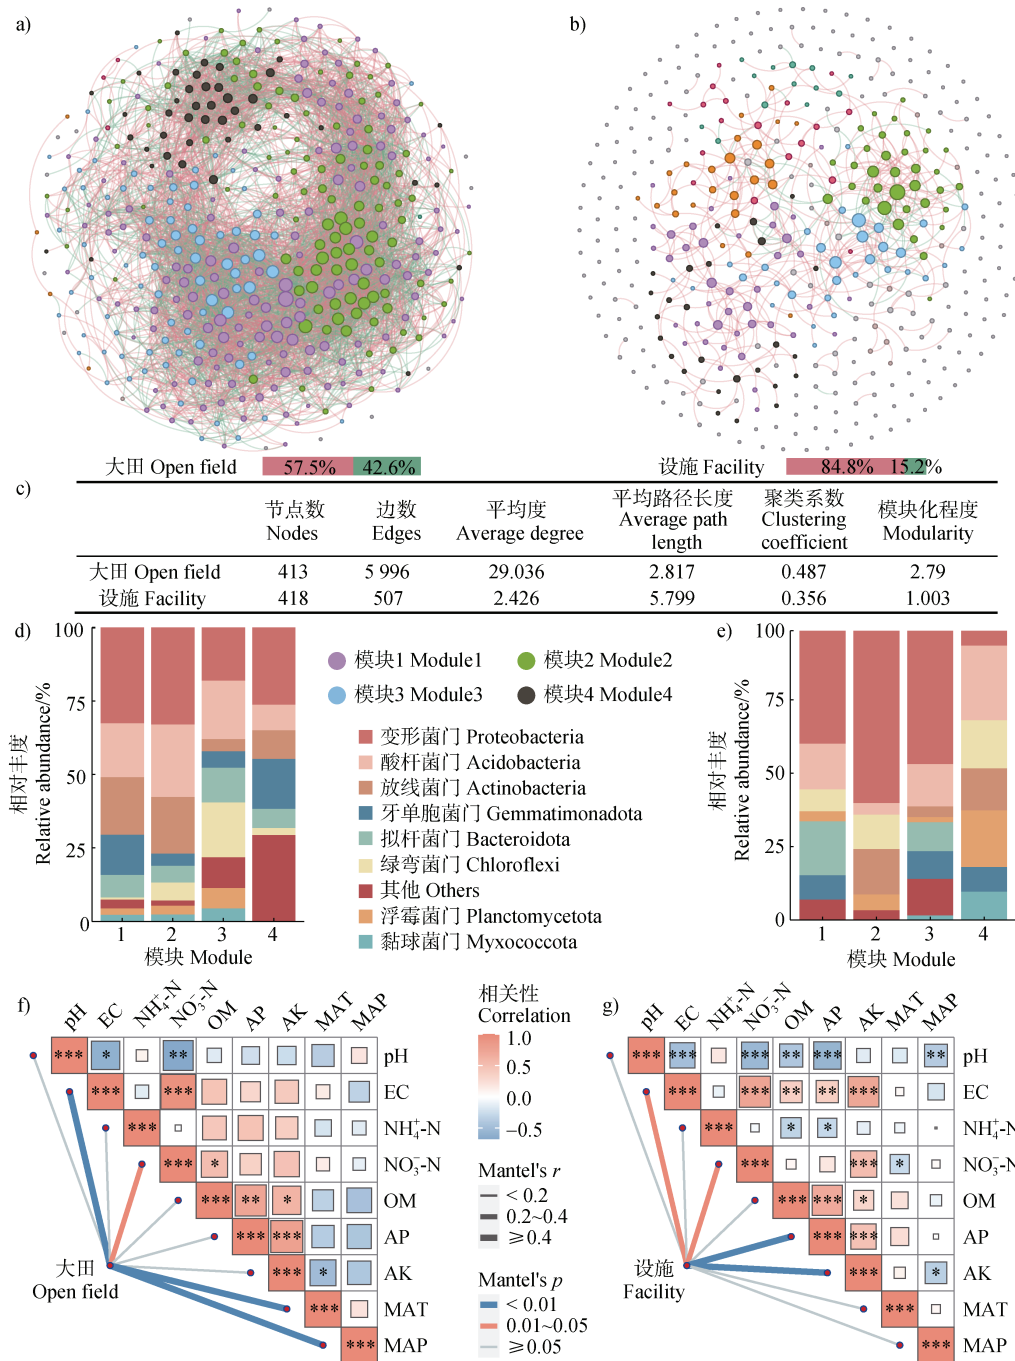 a)
b)
大田 Open field 57.5% 42.6%
设施 Facility 84.8% 15.2%
c)
节点数 边数 平均度 平均路径长度 聚类系数 模块化程度
Nodes Edges Average degree Average path length Clustering coefficient Modularity
大田 Open field 413 5 996 29.036 2.817 0.487 2.79
设施 Facility 418 507 2.426 5.799 0.356 1.003
d)
100
75
50
25
0
相对丰度
Relative abundance/%
1 2 3 4
模块 Module
模块1 Module1
模块2 Module2
模块3 Module3
模块4 Module4
变形菌门 Proteobacteria
酸杆菌门 Acidobacteria
放线菌门 Actinobacteria
牙单胞菌门 Gemmatimonadota
拟杆菌门 Bacteroidota
绿弯菌门 Chloroflexi
其他 Others
浮霉菌门 Planctomycetota
黏球菌门 Myxococcota
e)
100
75
50
25
0
相对丰度
Relative abundance/%
1 2 3 4
模块 Module
f)
pH EC NH₄⁺-N NO₃⁻-N OM AP AK MAT MAP
*** * ** pH
*** *** EC
*** NH₄⁺-N
*** * NO₃⁻-N
*** ** * OM
*** *** AP
*** * AK
*** MAT
*** MAP
大田
Open field
相关性
Correlation
1.0
0.5
0.0
−0.5
Mantel's r
< 0.2
0.2~0.4
≥0.4
Mantel's p
< 0.01
0.01~0.05
≥0.05
g)
pH EC NH₄⁺-N NO₃⁻-N OM AP AK MAT MAP
*** *** *** ** *** ** pH
*** *** ** ** *** EC
*** * * NH₄⁺-N
*** *** * NO₃⁻-N
*** *** * OM
*** *** AP
*** * AK
*** MAT
*** MAP
设施
Facility